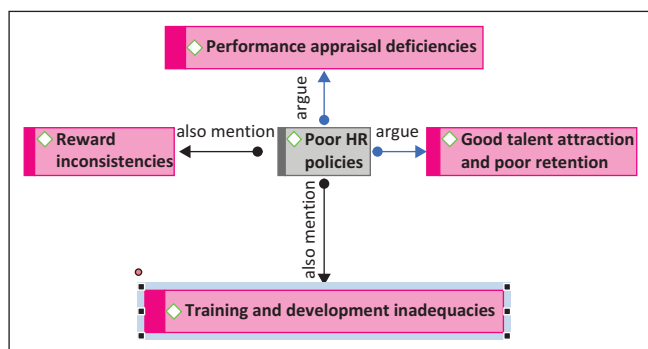 Performance appraisal deficiencies
argue
Reward
inconsistencies
also mention
Poor HR
policies
argue
Good talent attraction
and poor retention
also mention
Training and development inadequacies